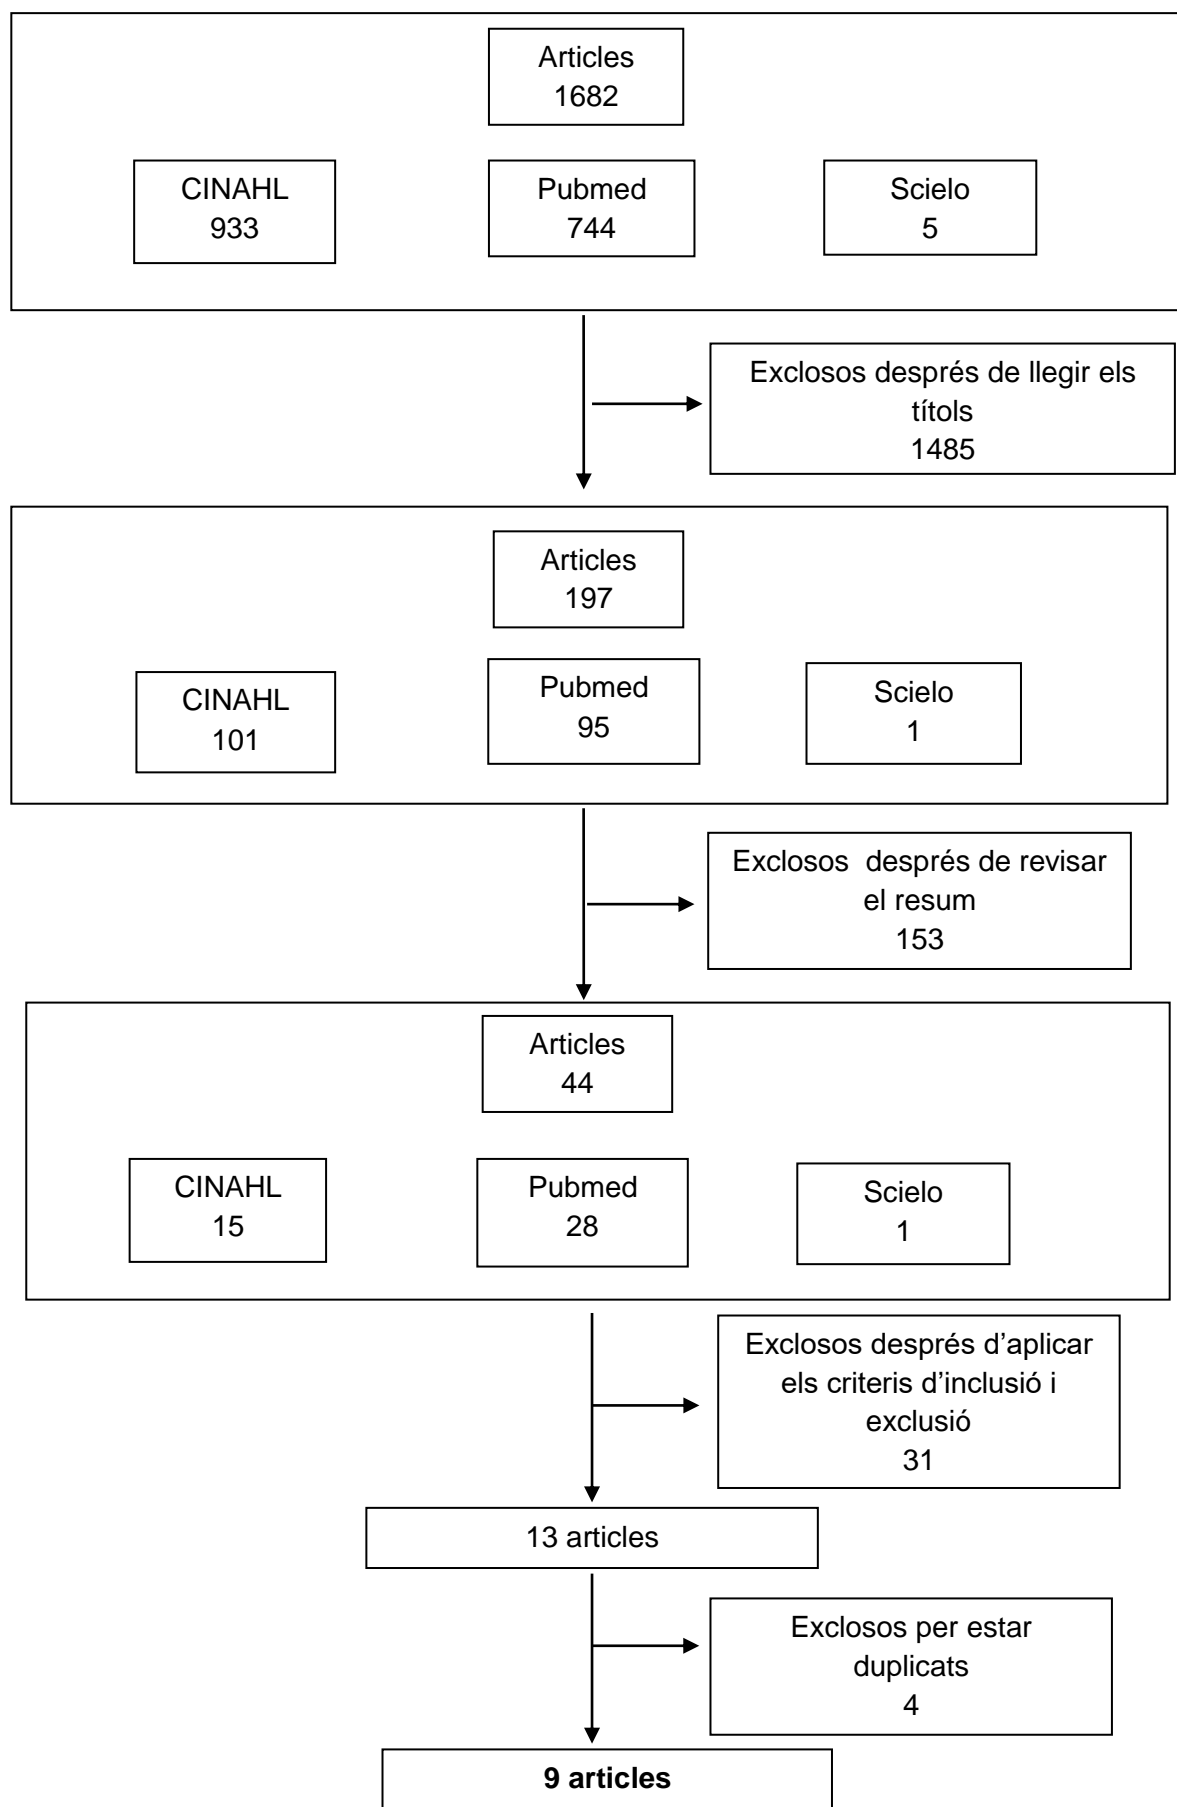 Articles
1682
CINAHL
933
Pubmed
744
Scielo
5
Exclosos després de llegir els
títols
1485
Articles
197
CINAHL
101
Pubmed
95
Scielo
1
Exclosos després de revisar
el resum
153
Articles
44
CINAHL
15
Pubmed
28
Scielo
1
Exclosos després d’aplicar
els criteris d’inclusió i
exclusió
31
13 articles
Exclosos per estar
duplicats
4
9 articles